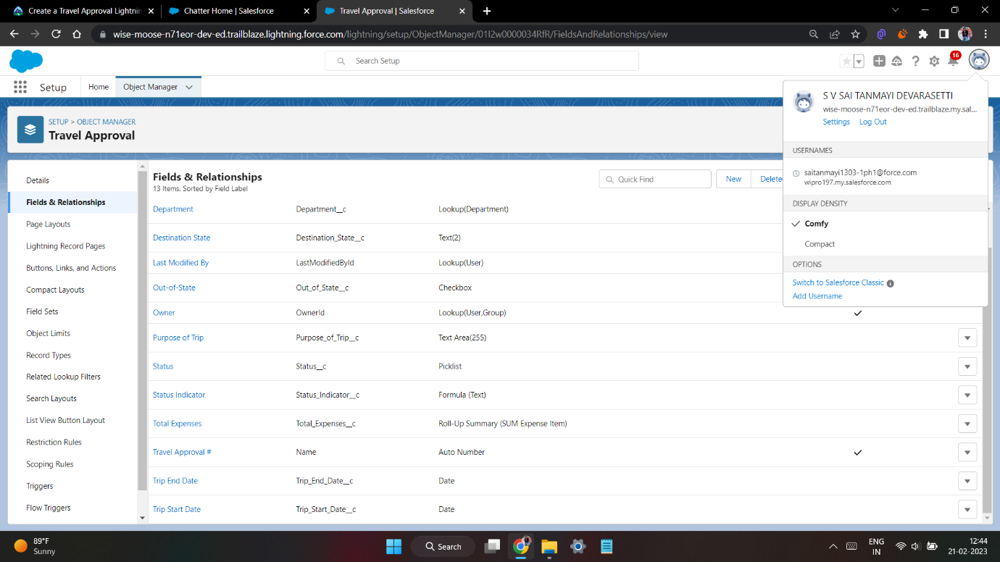 Create a Travel Approval Lightnin
Chatter Home | Salesforce
Travel Approval | Salesforce
wise-moose-n71eor-dev-ed.trailblaze.lightning.force.com/lightning/setup/ObjectManager/01I2w0000034RfR/FieldsAndRelationships/view
Search Setup
16
Setup
Home
Object Manager
S V SAI TANMAYI DEVARASETTI
wise-moose-n71eor-dev-ed.trailblaze.my.sal...
Settings
Log Out
SETUP > OBJECT MANAGER
Travel Approval
USERNAMES
saitanmayi1303-1ph1@force.com
wipro197.my.salesforce.com
DISPLAY DENSITY
Comfy
Compact
OPTIONS
Switch to Salesforce Classic
Add Username
Details
Fields & Relationships
Page Layouts
Lightning Record Pages
Buttons, Links, and Actions
Compact Layouts
Field Sets
Object Limits
Record Types
Related Lookup Filters
Search Layouts
List View Button Layout
Restriction Rules
Scoping Rules
Triggers
Flow Triggers
Fields & Relationships
13 Items, Sorted by Field Label
Quick Find
New
Delete
Department Department__c Lookup(Department)
Destination State Destination_State__c Text(2)
Last Modified By LastModifiedById Lookup(User)
Out-of-State Out_of_State__c Checkbox
Owner OwnerId Lookup(User,Group)
Purpose of Trip Purpose_of_Trip__c Text Area(255)
Status Status__c Picklist
Status Indicator Status_Indicator__c Formula (Text)
Total Expenses Total_Expenses__c Roll-Up Summary (SUM Expense Item)
Travel Approval # Name Auto Number
Trip End Date Trip_End_Date__c Date
Trip Start Date Trip_Start_Date__c Date
89°F
Sunny
Search
ENG
IN
12:44
21-02-2023